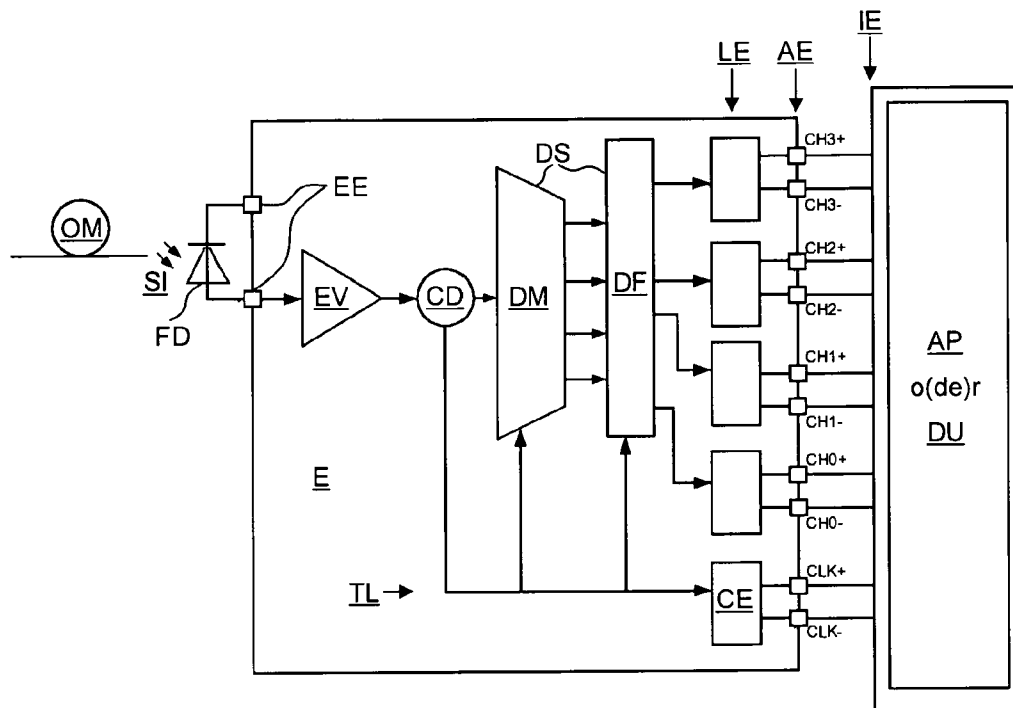 IE
LE
AE
CH3+
DS
CH3-
EE
OM
CH2+
SI
EV
CD
DM
DF
CH2-
FD
AP
o(de)r
DU
CH1+
CH1-
CH0+
E
CH0-
CLK+
TL
CE
CLK-